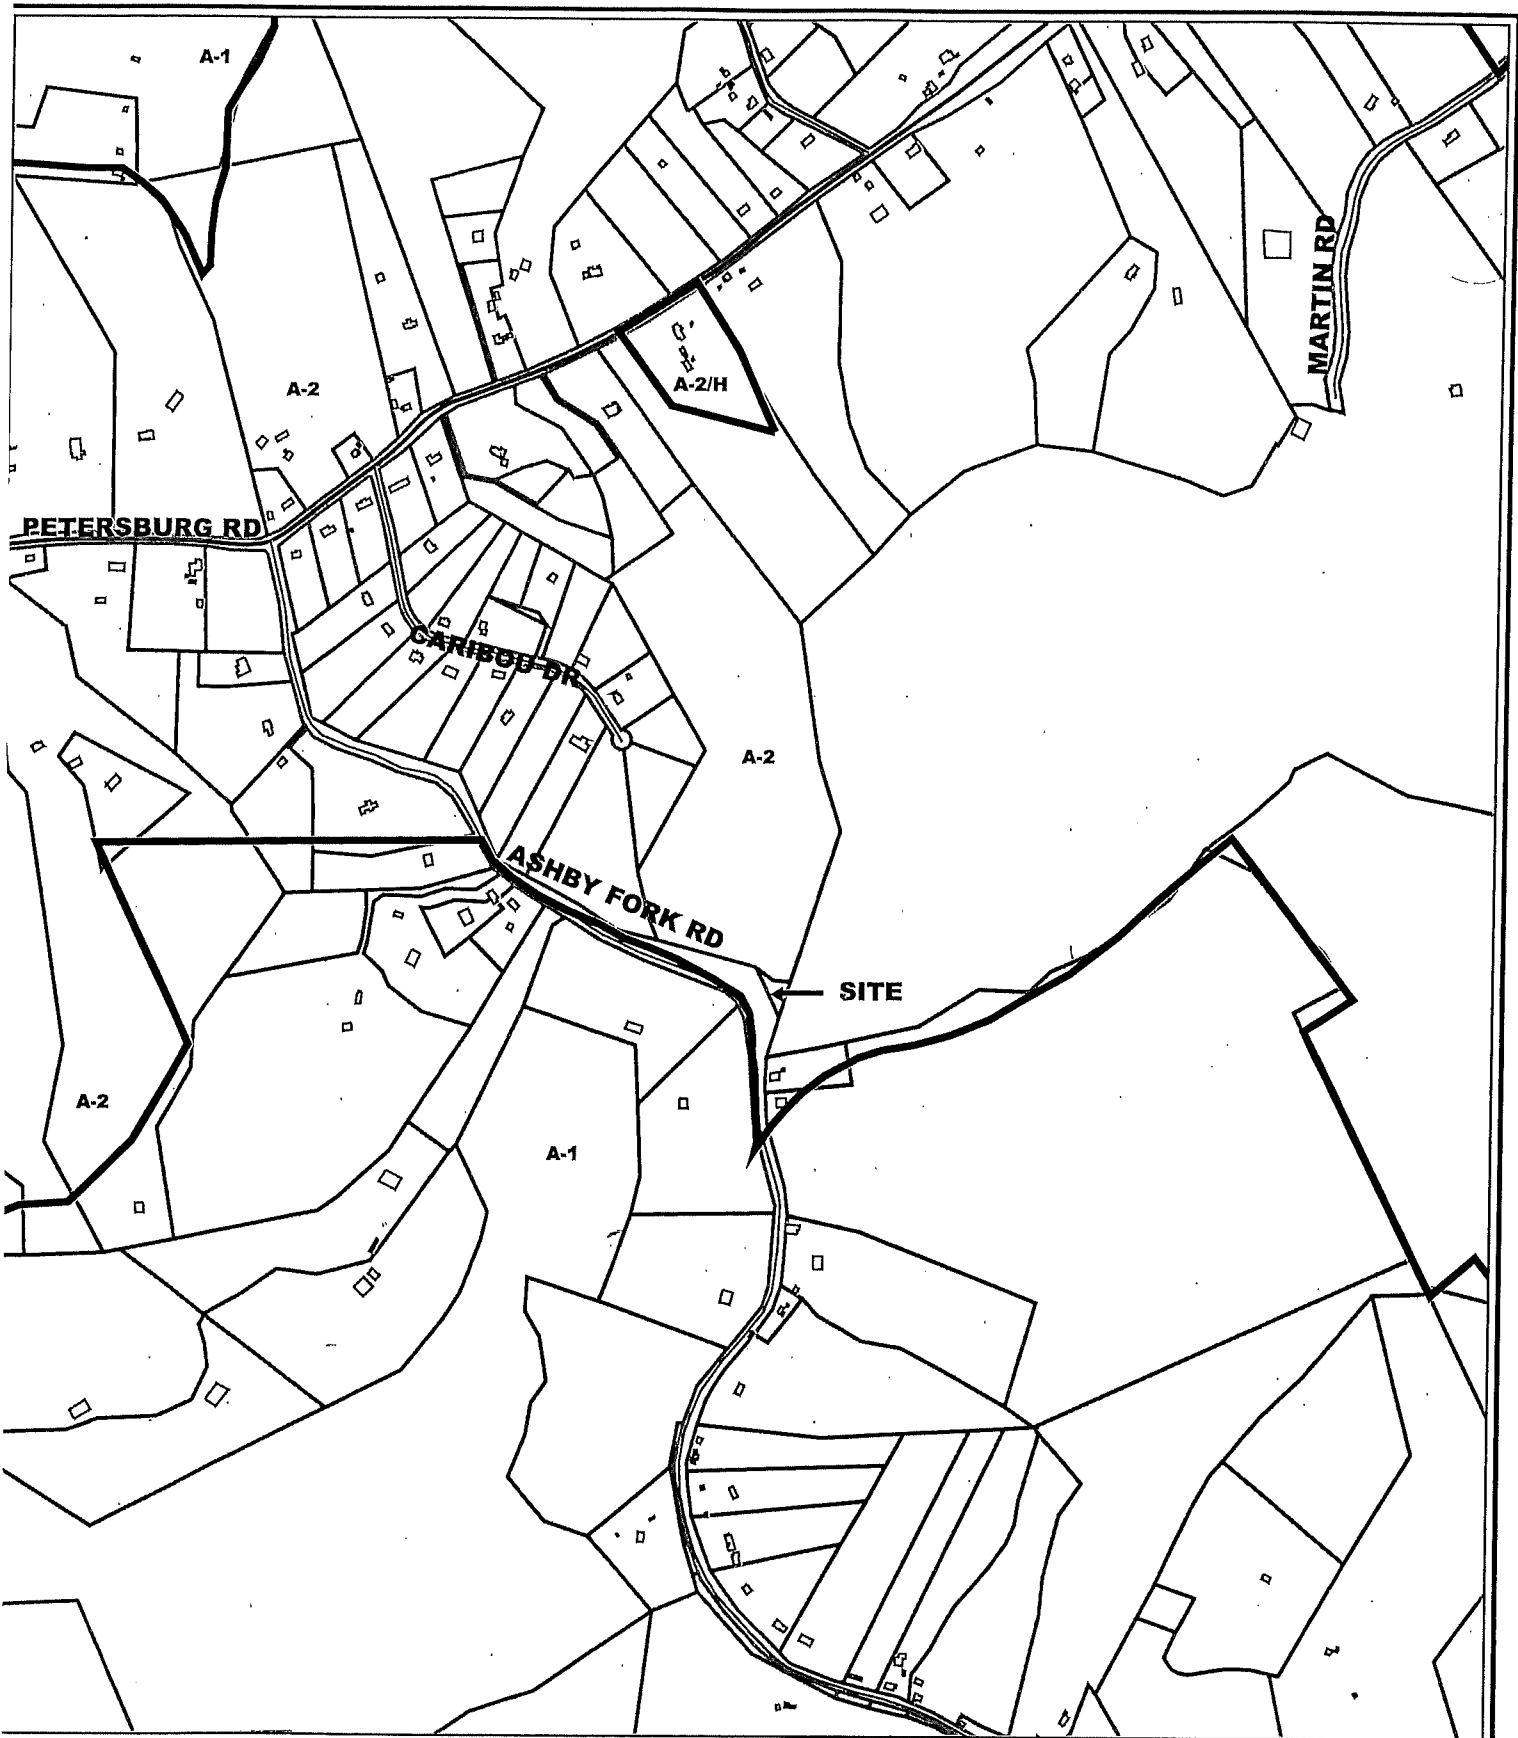 A-1
MARTIN RD
A-2/H
A-2
PETERSBURG RD
CARIBOU DR
A-2
ASHBY FORK RD
SITE
A-2
A-1